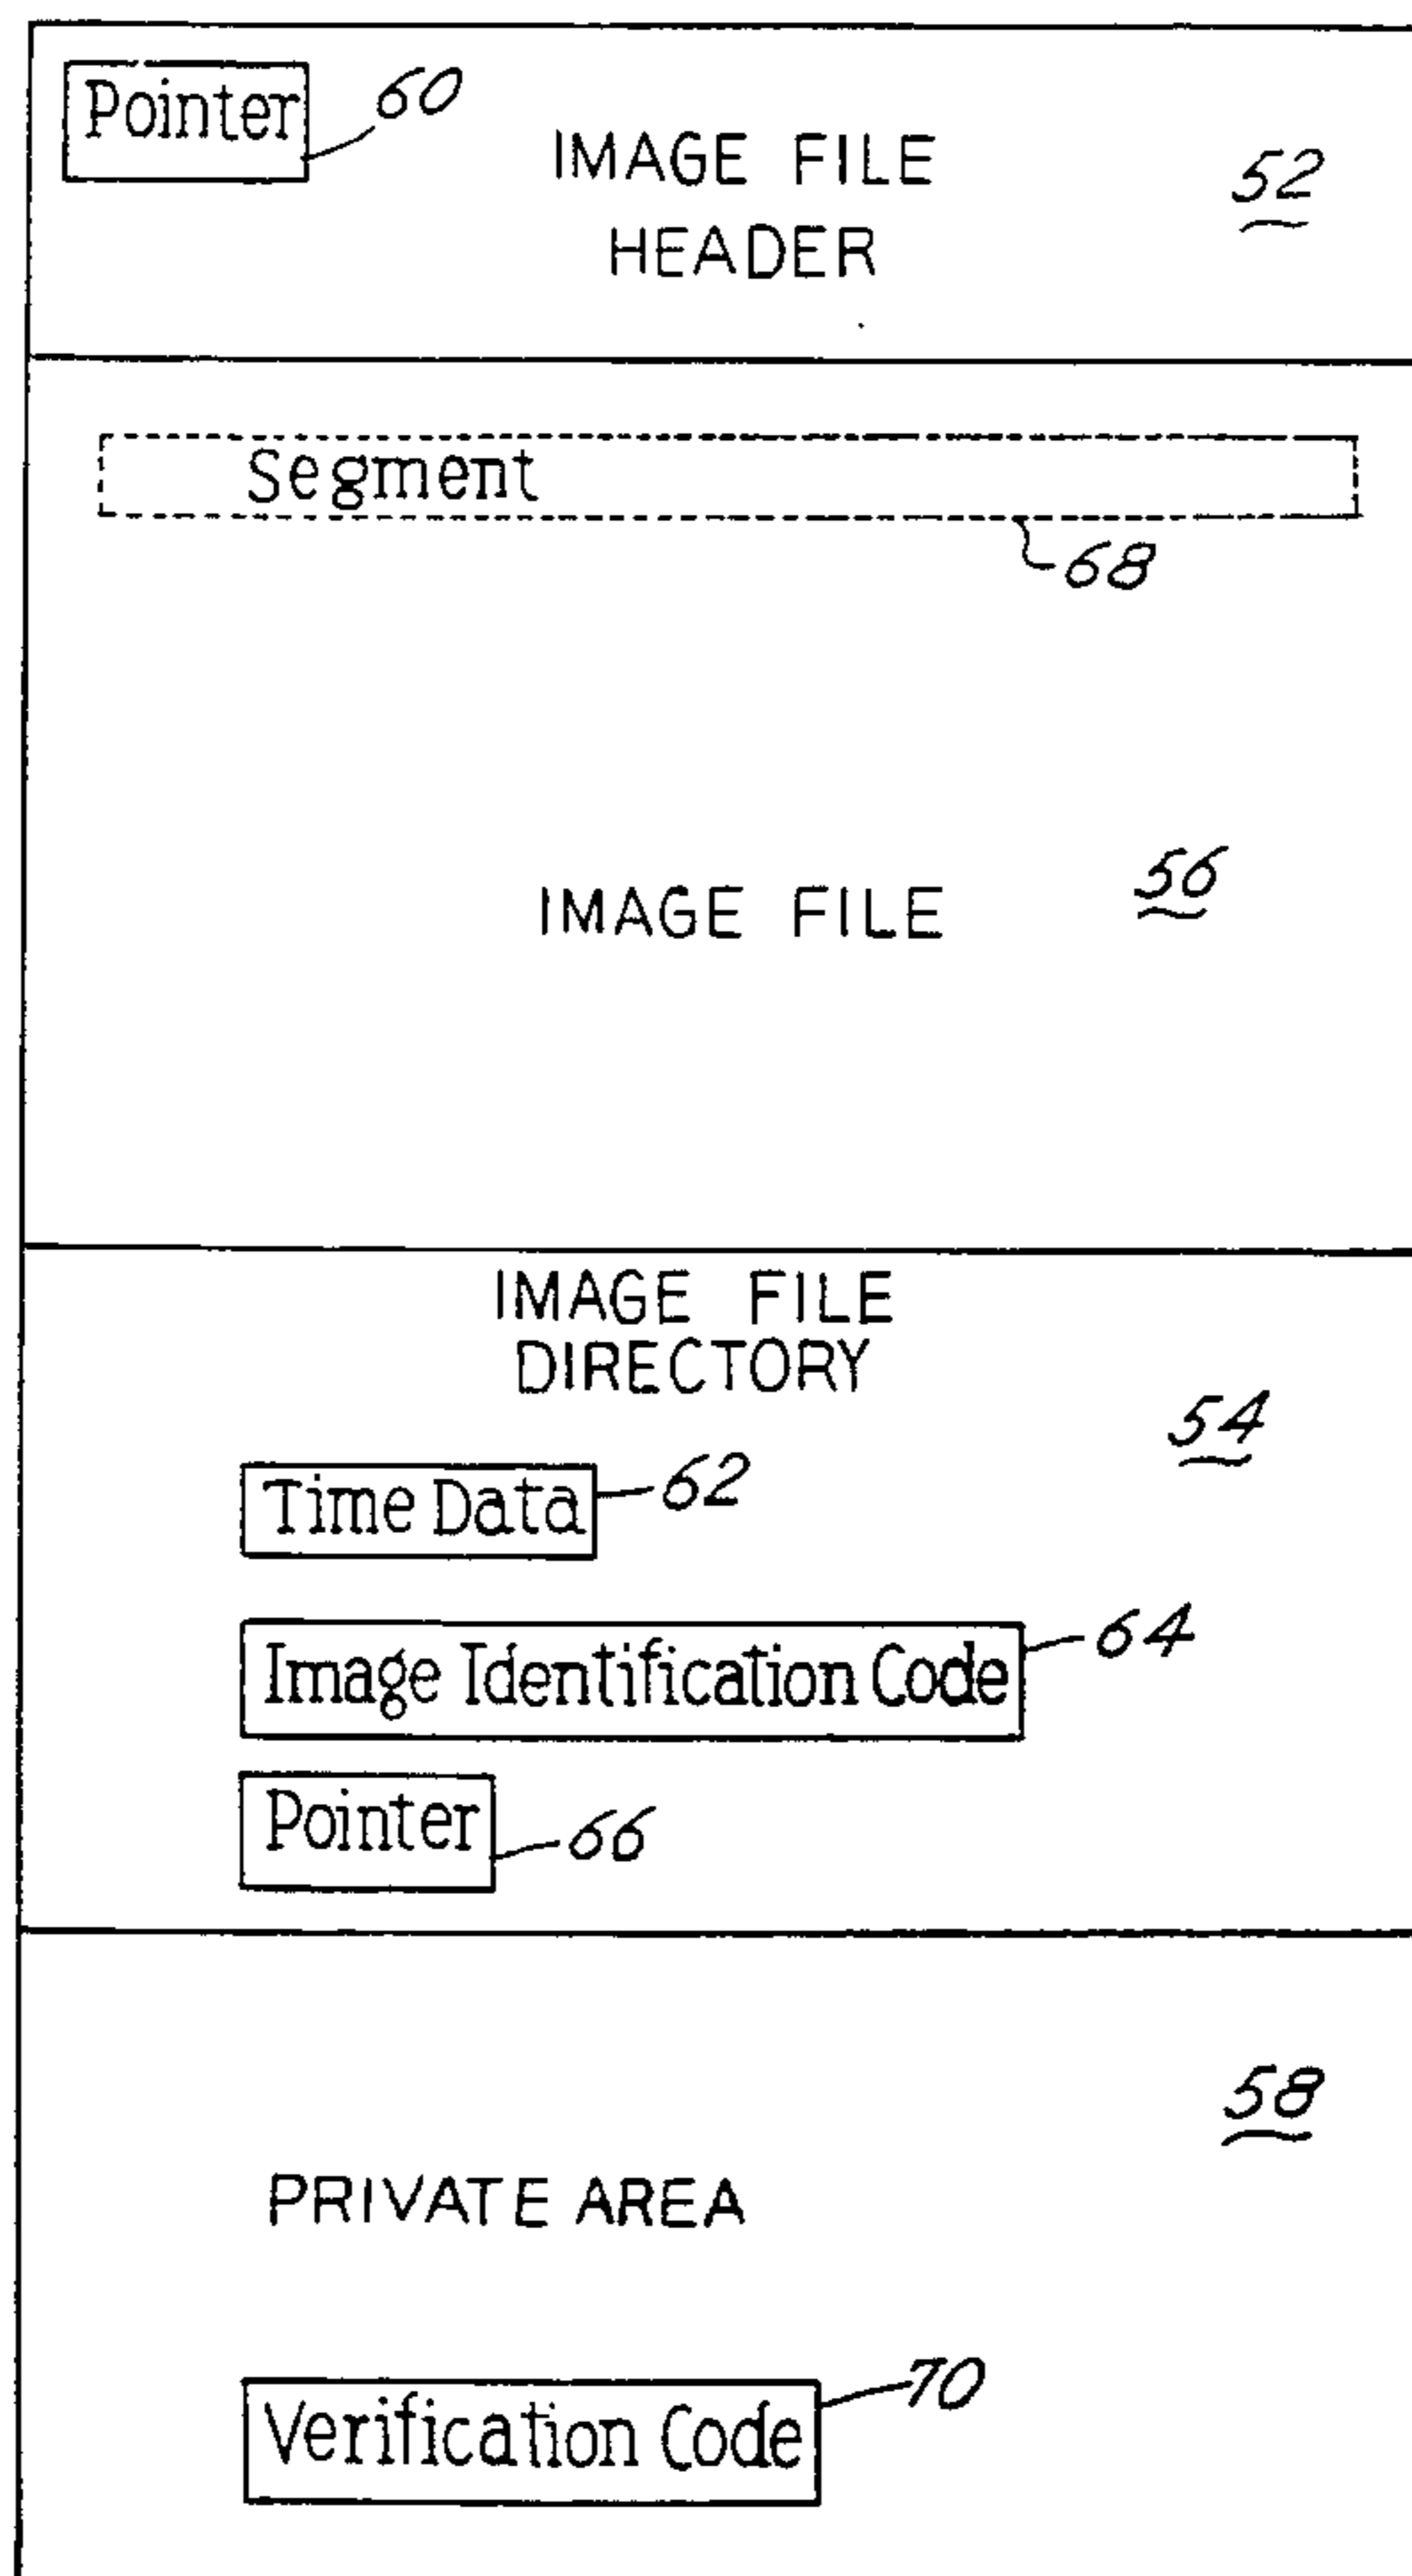 Pointer 60
IMAGE FILE 52
HEADER
Segment
68
IMAGE FILE 56
IMAGE FILE
DIRECTORY
54
Time Data 62
Image Identification Code 64
Pointer 66
58
PRIVATE AREA
Verification Code 70